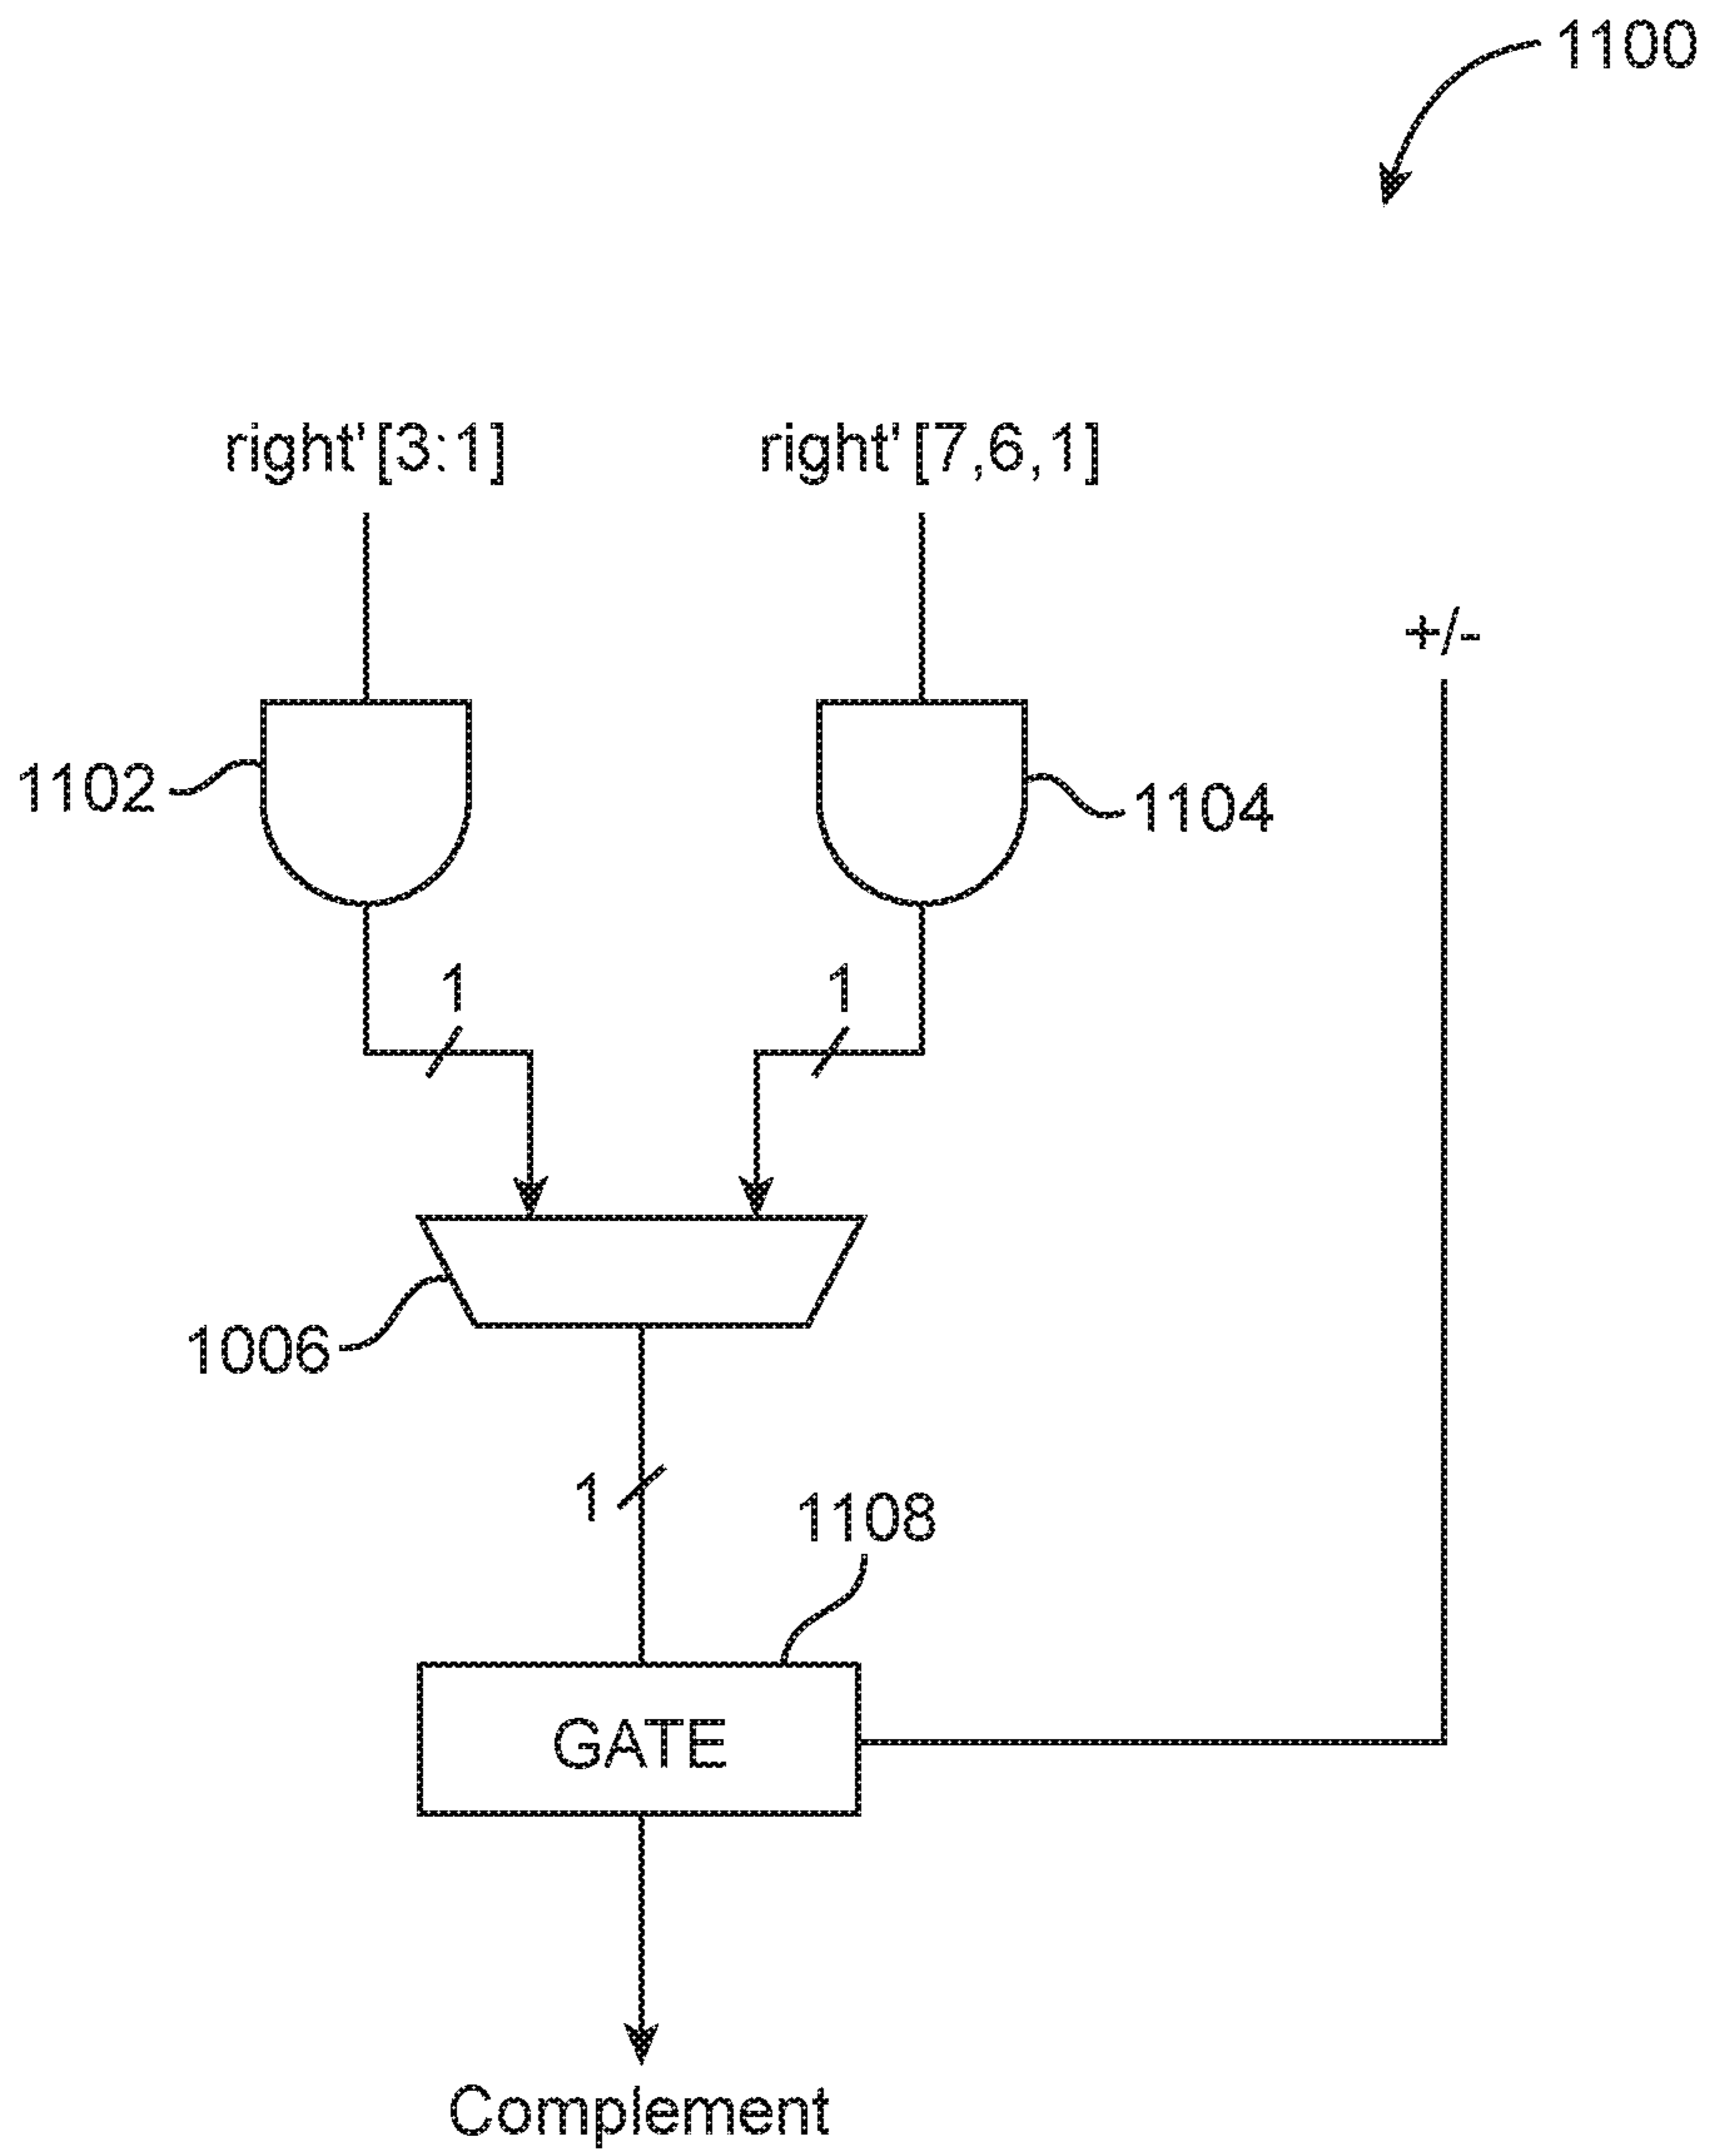 1100
right'[3:1]
right'[7,6,1]
+/-
1102
1104
1
1
1006
1
1108
GATE
Complement